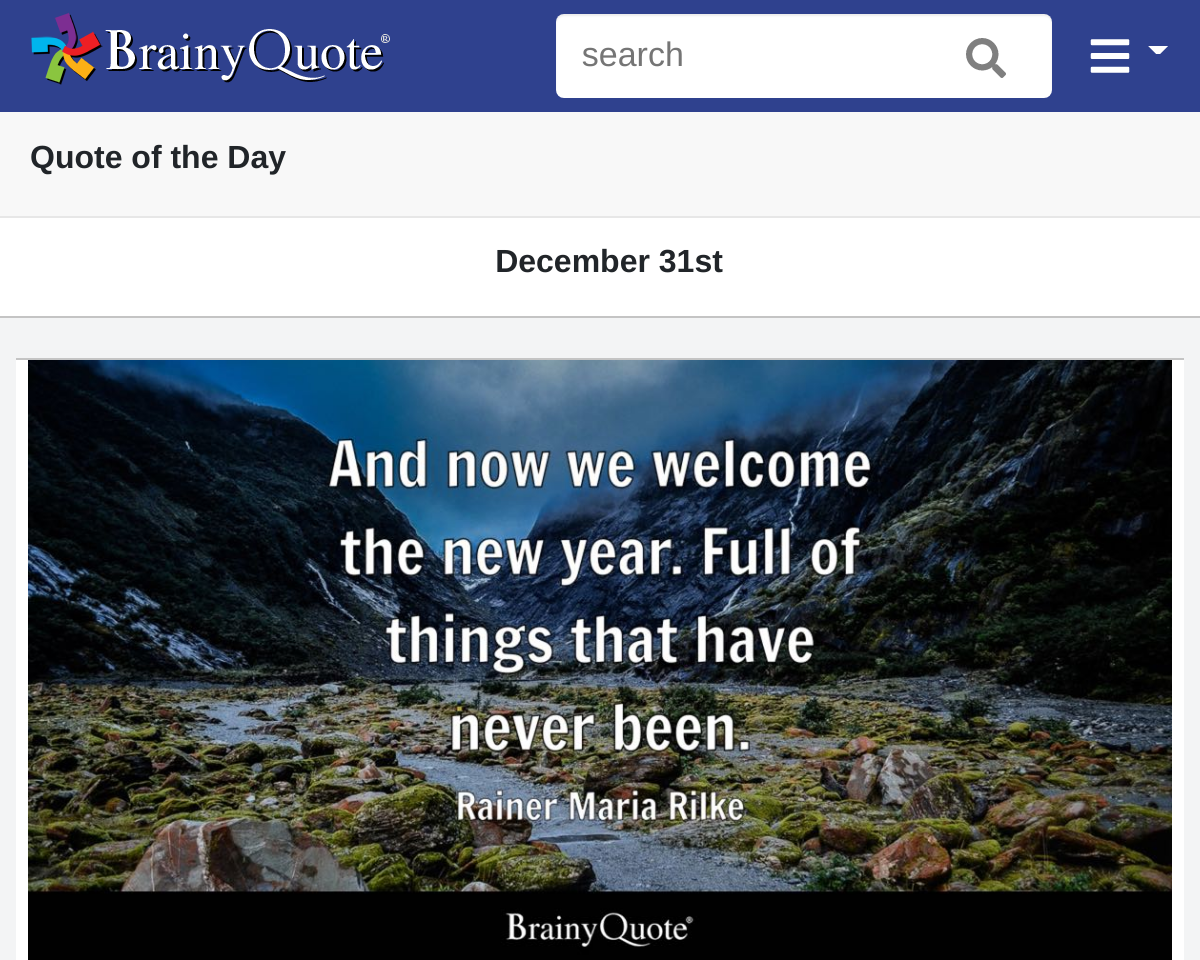 BrainyQuote®
search
Quote of the Day
December 31st
And now we welcome
the new year. Full of
things that have
never been.
Rainer Maria Rilke
BrainyQuote®